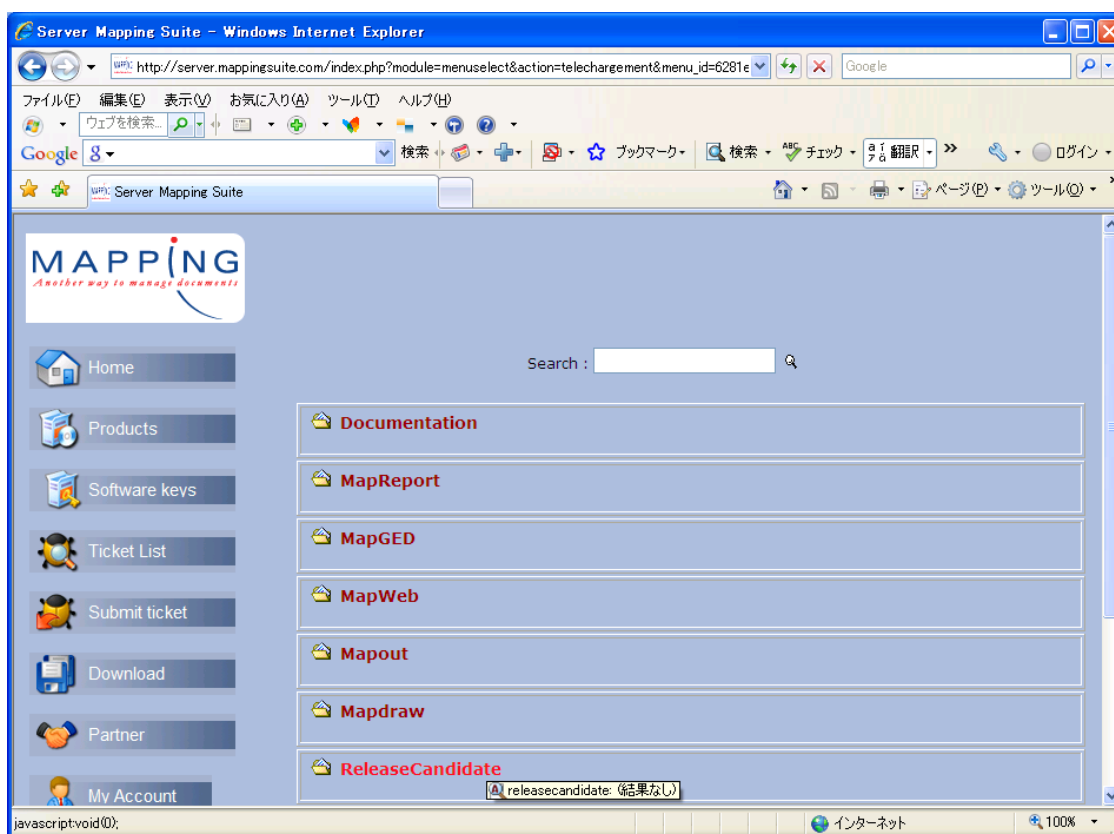 Server Mapping Suite - Windows Internet Explorer
http://server.mappingsuite.com/index.php?module=menuselect&action=telechargement&menu_id=6281e
Google
ファイル(F) 編集(E) 表示(V) お気に入り(A) ツール(T) ヘルプ(H)
ウェブを検索...
Google 検索 ブックマーク 検索 チェック 翻訳 ログイン
Server Mapping Suite ページ(P) ツール(O)
MAPPiNG
Another way to manage documents
Search :
Home
Products
Software keys
Ticket List
Submit ticket
Download
Partner
My Account
Documentation
MapReport
MapGED
MapWeb
Mapout
Mapdraw
ReleaseCandidate
releasecandidate: (結果なし)
javascript:void(0); インターネット 100%